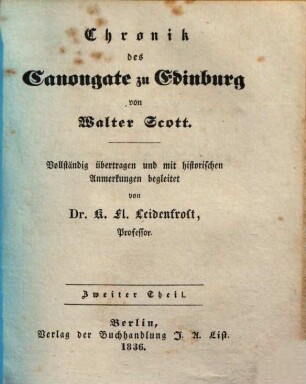 Chronik
des
Canongate zu Edinburg
von
Walter Scott.
Vollständig übertragen und mit historischen
Anmerkungen begleitet
von
Dr. K. Fl. Leidenfrost,
Professor.
Zweiter Theil.
Berlin,
Verlag der Buchhandlung J. A. List.
1836.